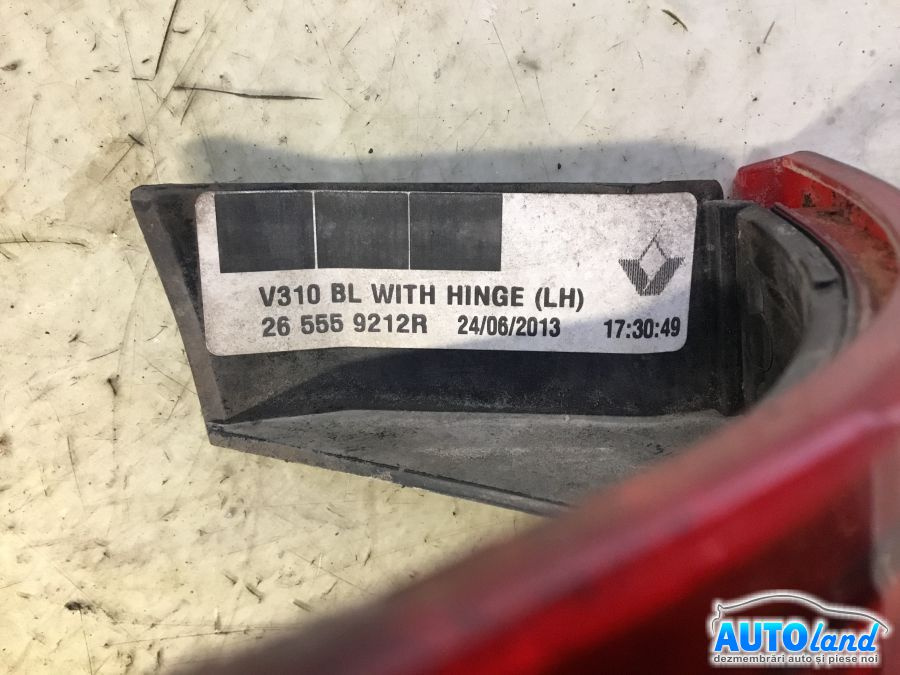 V310 BL WITH HINGE (LH)
26 555 9212R 24/06/2013 17:30:49
AUTOland
dezmembrări auto și piese noi